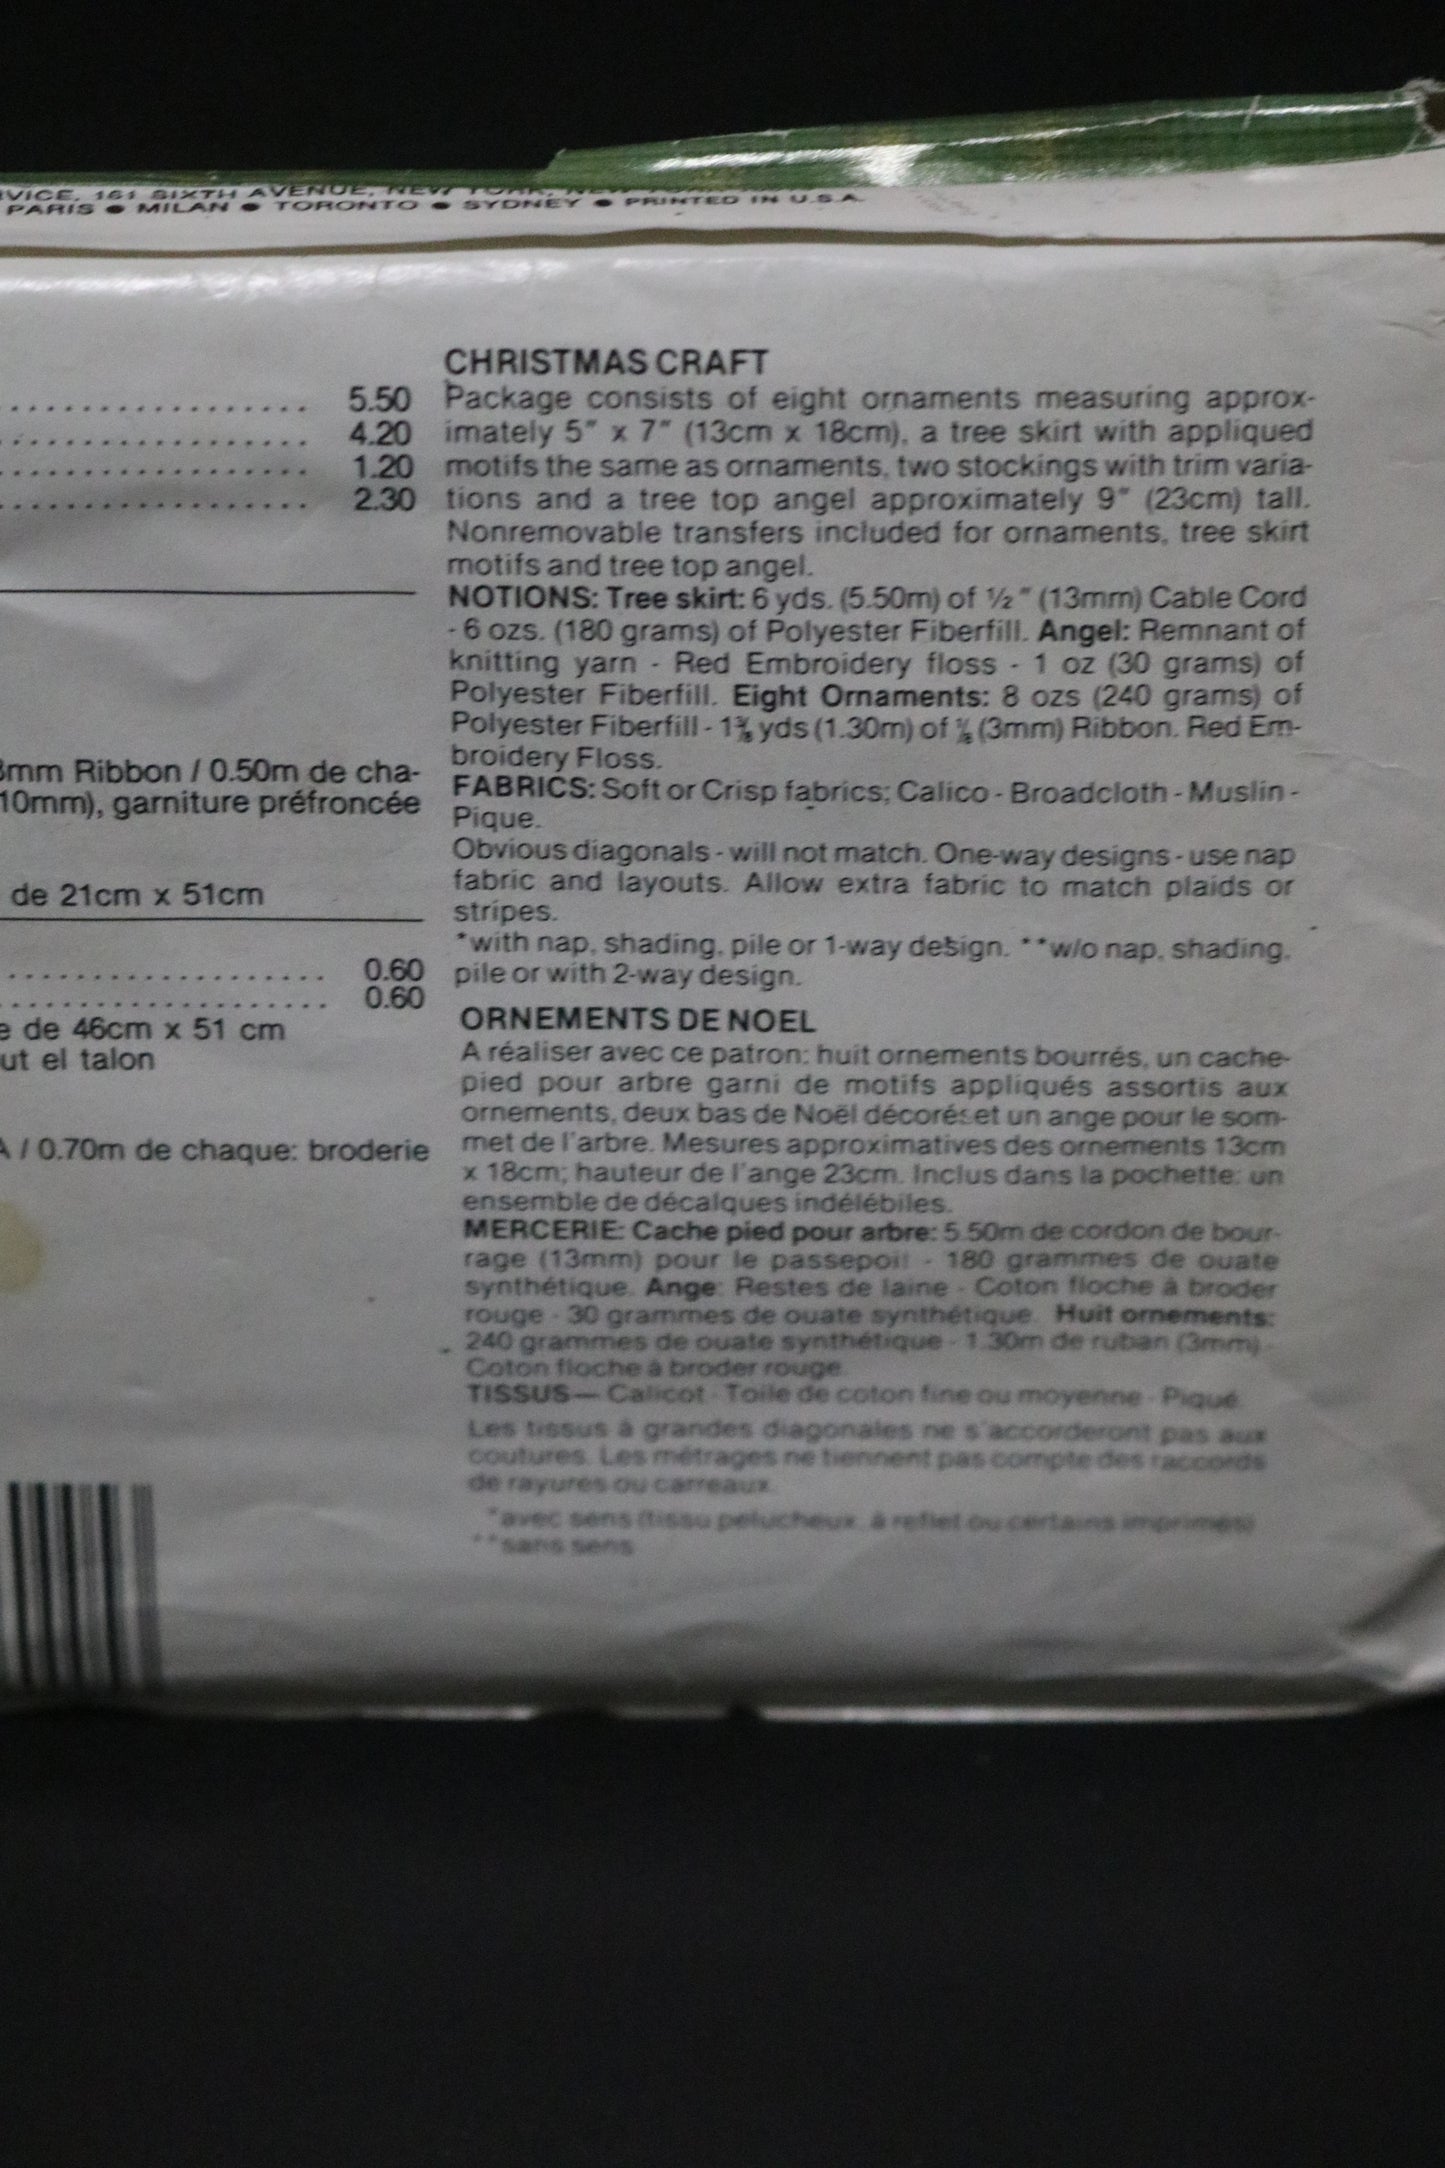 VICE, 161 SIXTH AVENUE, NEW YORK, NEW YORK
PARIS ● MILAN ● TORONTO ● SYDNEY ● PRINTED IN U.S.A.
5.50
4.20
1.20
2.30
3mm Ribbon / 0.50m de cha-
10mm), garniture préfroncée
de 21cm x 51cm
0.60
0.60
e de 46cm x 51 cm
ut el talon
A / 0.70m de chaque: broderie
CHRISTMAS CRAFT
Package consists of eight ornaments measuring approx-
imately 5" x 7" (13cm x 18cm), a tree skirt with appliqued
motifs the same as ornaments, two stockings with trim varia-
tions and a tree top angel approximately 9" (23cm) tall.
Nonremovable transfers included for ornaments, tree skirt
motifs and tree top angel.
NOTIONS: Tree skirt: 6 yds. (5.50m) of ½" (13mm) Cable Cord
- 6 ozs. (180 grams) of Polyester Fiberfill. Angel: Remnant of
knitting yarn - Red Embroidery floss - 1 oz (30 grams) of
Polyester Fiberfill. Eight Ornaments: 8 ozs (240 grams) of
Polyester Fiberfill - 1⅜ yds (1.30m) of ⅛ (3mm) Ribbon. Red Em-
broidery Floss.
FABRICS: Soft or Crisp fabrics; Calico - Broadcloth - Muslin -
Pique.
Obvious diagonals - will not match. One-way designs - use nap
fabric and layouts. Allow extra fabric to match plaids or
stripes.
*with nap, shading, pile or 1-way design. **w/o nap, shading,
pile or with 2-way design.
ORNEMENTS DE NOEL
A réaliser avec ce patron: huit ornements bourrés, un cache-
pied pour arbre garni de motifs appliqués assortis aux
ornements, deux bas de Noël décorés et un ange pour le som-
met de l'arbre. Mesures approximatives des ornements 13cm
x 18cm; hauteur de l'ange 23cm. Inclus dans la pochette: un
ensemble de décalques indélébiles.
MERCERIE: Cache pied pour arbre: 5.50m de cordon de bour-
rage (13mm) pour le passepoil - 180 grammes de ouate
synthétique. Ange: Restes de laine - Coton floche à broder
rouge - 30 grammes de ouate synthétique. Huit ornements:
240 grammes de ouate synthétique - 1.30m de ruban (3mm) -
Coton floche à broder rouge.
TISSUS— Calicot - Toile de coton fine ou moyenne - Piqué.
Les tissus à grandes diagonales ne s'accorderont pas aux
coutures. Les métrages ne tiennent pas compte des raccords
de rayures ou carreaux.
*avec sens (tissu pelucheux, à reflet ou certains imprimés)
**sans sens